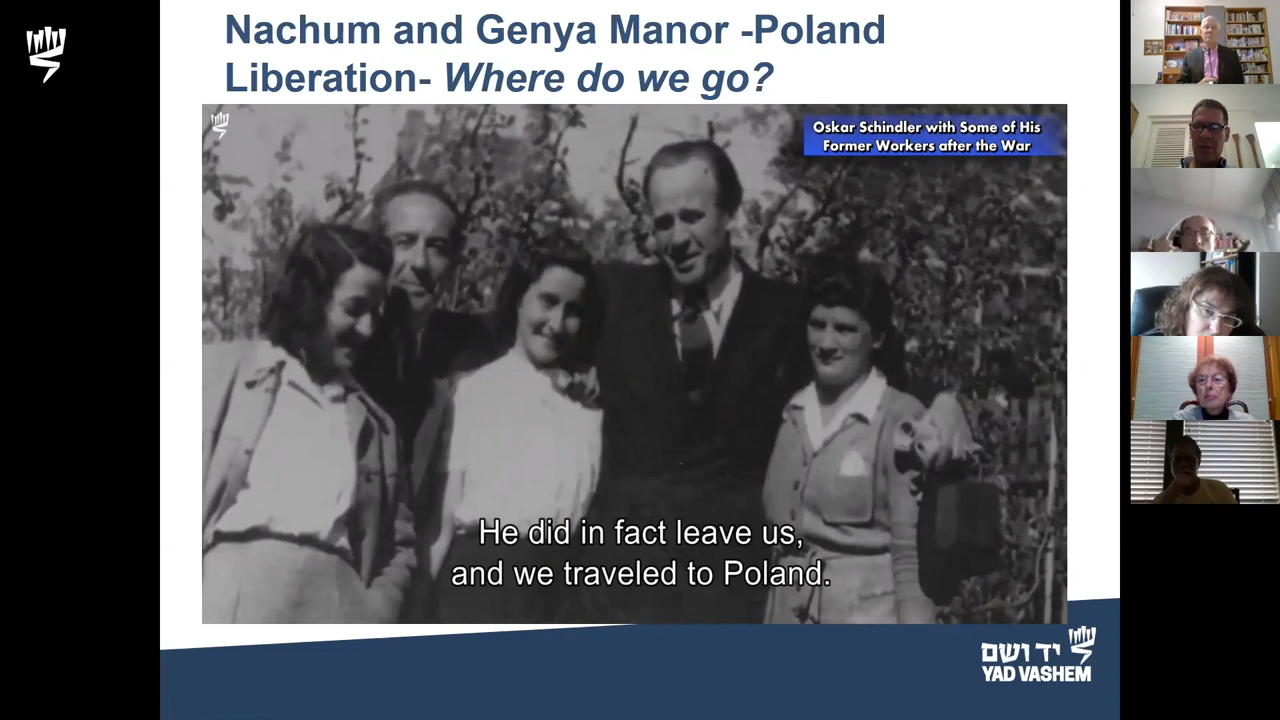 Nachum and Genya Manor -Poland
Liberation- Where do we go?
Oskar Schindler with Some of His
Former Workers after the War
He did in fact leave us,
and we traveled to Poland.
יד ושם
YAD VASHEM